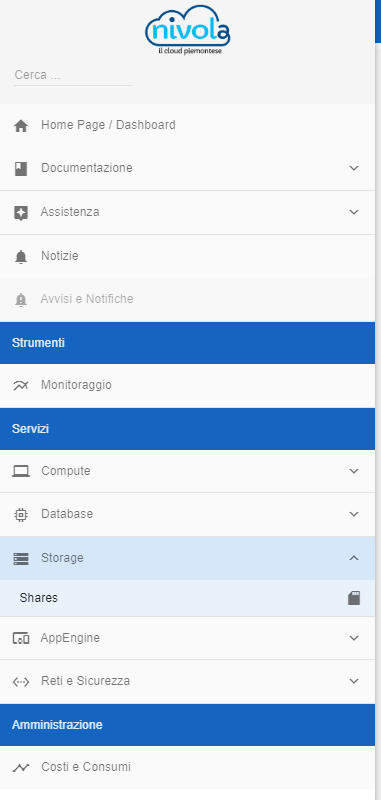 nivola
il cloud piemontese
Cerca ...
Home Page / Dashboard
Documentazione
Assistenza
Notizie
Avvisi e Notifiche
Strumenti
Monitoraggio
Servizi
Compute
Database
Storage
Shares
AppEngine
Reti e Sicurezza
Amministrazione
Costi e Consumi